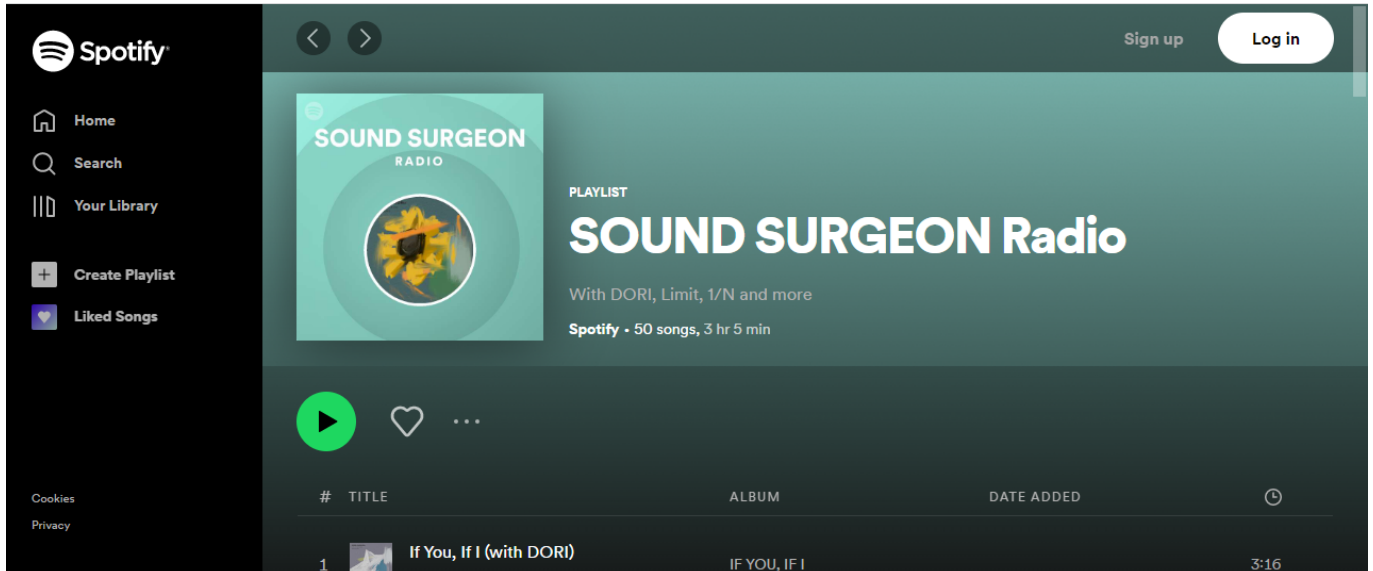 Spotify
Home
Search
Your Library
Create Playlist
Liked Songs
Cookies
Privacy
Sign up
Log in
SOUND SURGEON
RADIO
PLAYLIST
SOUND SURGEON Radio
With DORI, Limit, 1/N and more
Spotify • 50 songs, 3 hr 5 min
# TITLE ALBUM DATE ADDED
1 If You, If I (with DORI) IF YOU, IF I 3:16